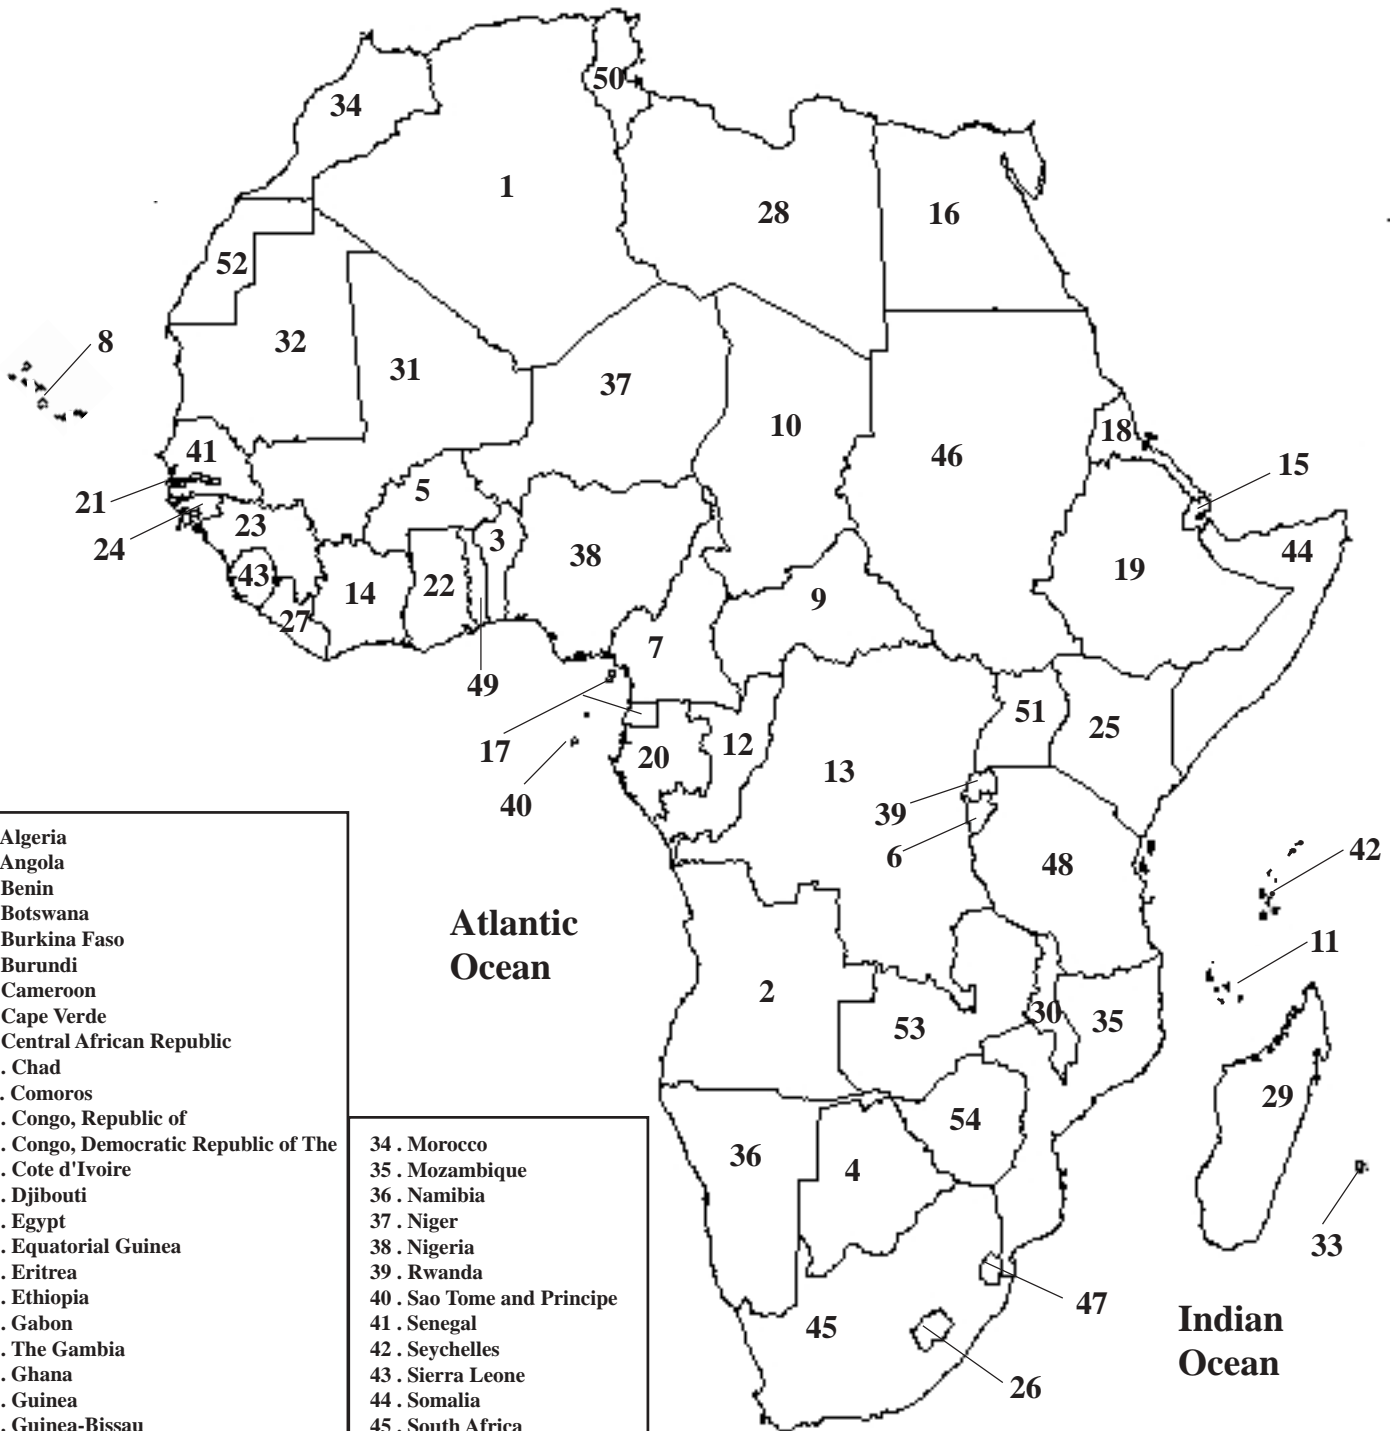 50
34
1
28
16
52
8
32
31
37
10
18
41
46
15
5
21
23
3
24
38
44
43
22
19
14
9
27
7
49
51
25
12
17
20
13
40
39
6
48
42
11
2
30
35
53
29
54
36
4
33
47
45
26
Atlantic
Ocean
Indian
Ocean
Algeria
Angola
Benin
Botswana
Burkina Faso
Burundi
Cameroon
Cape Verde
Central African Republic
. Chad
. Comoros
. Congo, Republic of
. Congo, Democratic Republic of The
. Cote d'Ivoire
. Djibouti
. Egypt
. Equatorial Guinea
. Eritrea
. Ethiopia
. Gabon
. The Gambia
. Ghana
. Guinea
. Guinea-Bissau
34 . Morocco
35 . Mozambique
36 . Namibia
37 . Niger
38 . Nigeria
39 . Rwanda
40 . Sao Tome and Principe
41 . Senegal
42 . Seychelles
43 . Sierra Leone
44 . Somalia
45 . South Africa